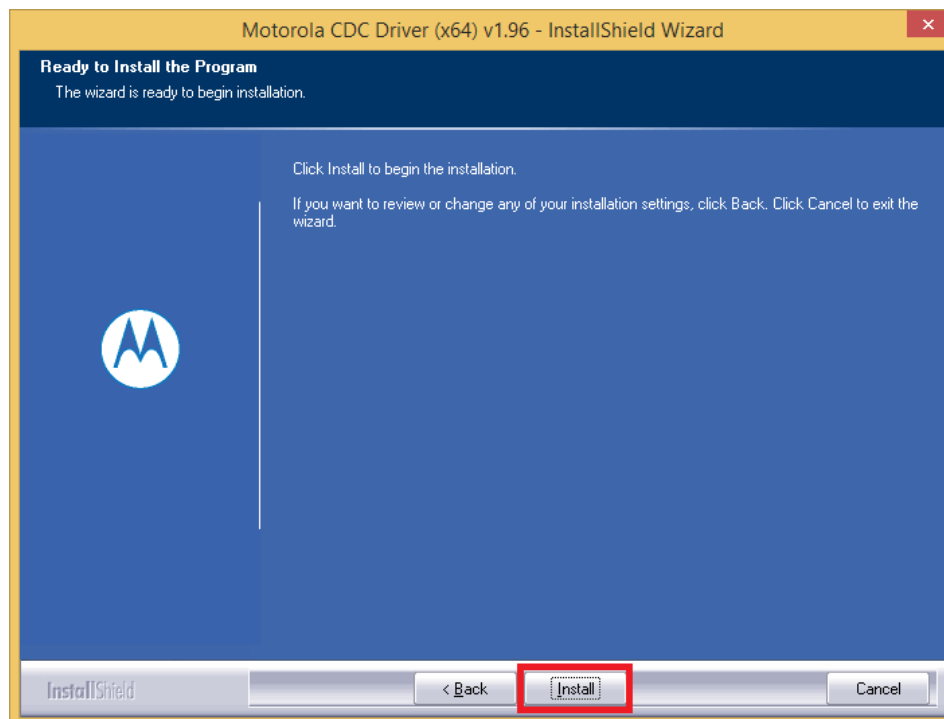 Motorola CDC Driver (x64) v1.96 - InstallShield Wizard
Ready to Install the Program
The wizard is ready to begin installation.
Click Install to begin the installation.
If you want to review or change any of your installation settings, click Back. Click Cancel to exit the
wizard.
InstallShield
< Back
Install
Cancel